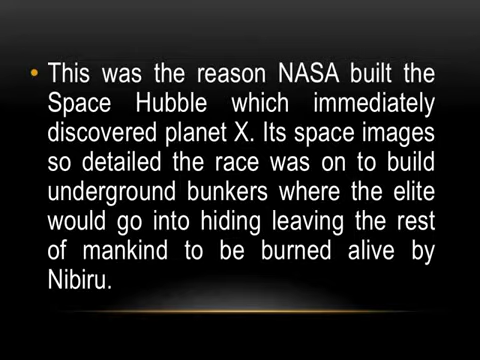 This was the reason NASA built the
Space Hubble which immediately
discovered planet X. Its space images
so detailed the race was on to build
underground bunkers where the elite
would go into hiding leaving the rest
of mankind to be burned alive by
Nibiru.